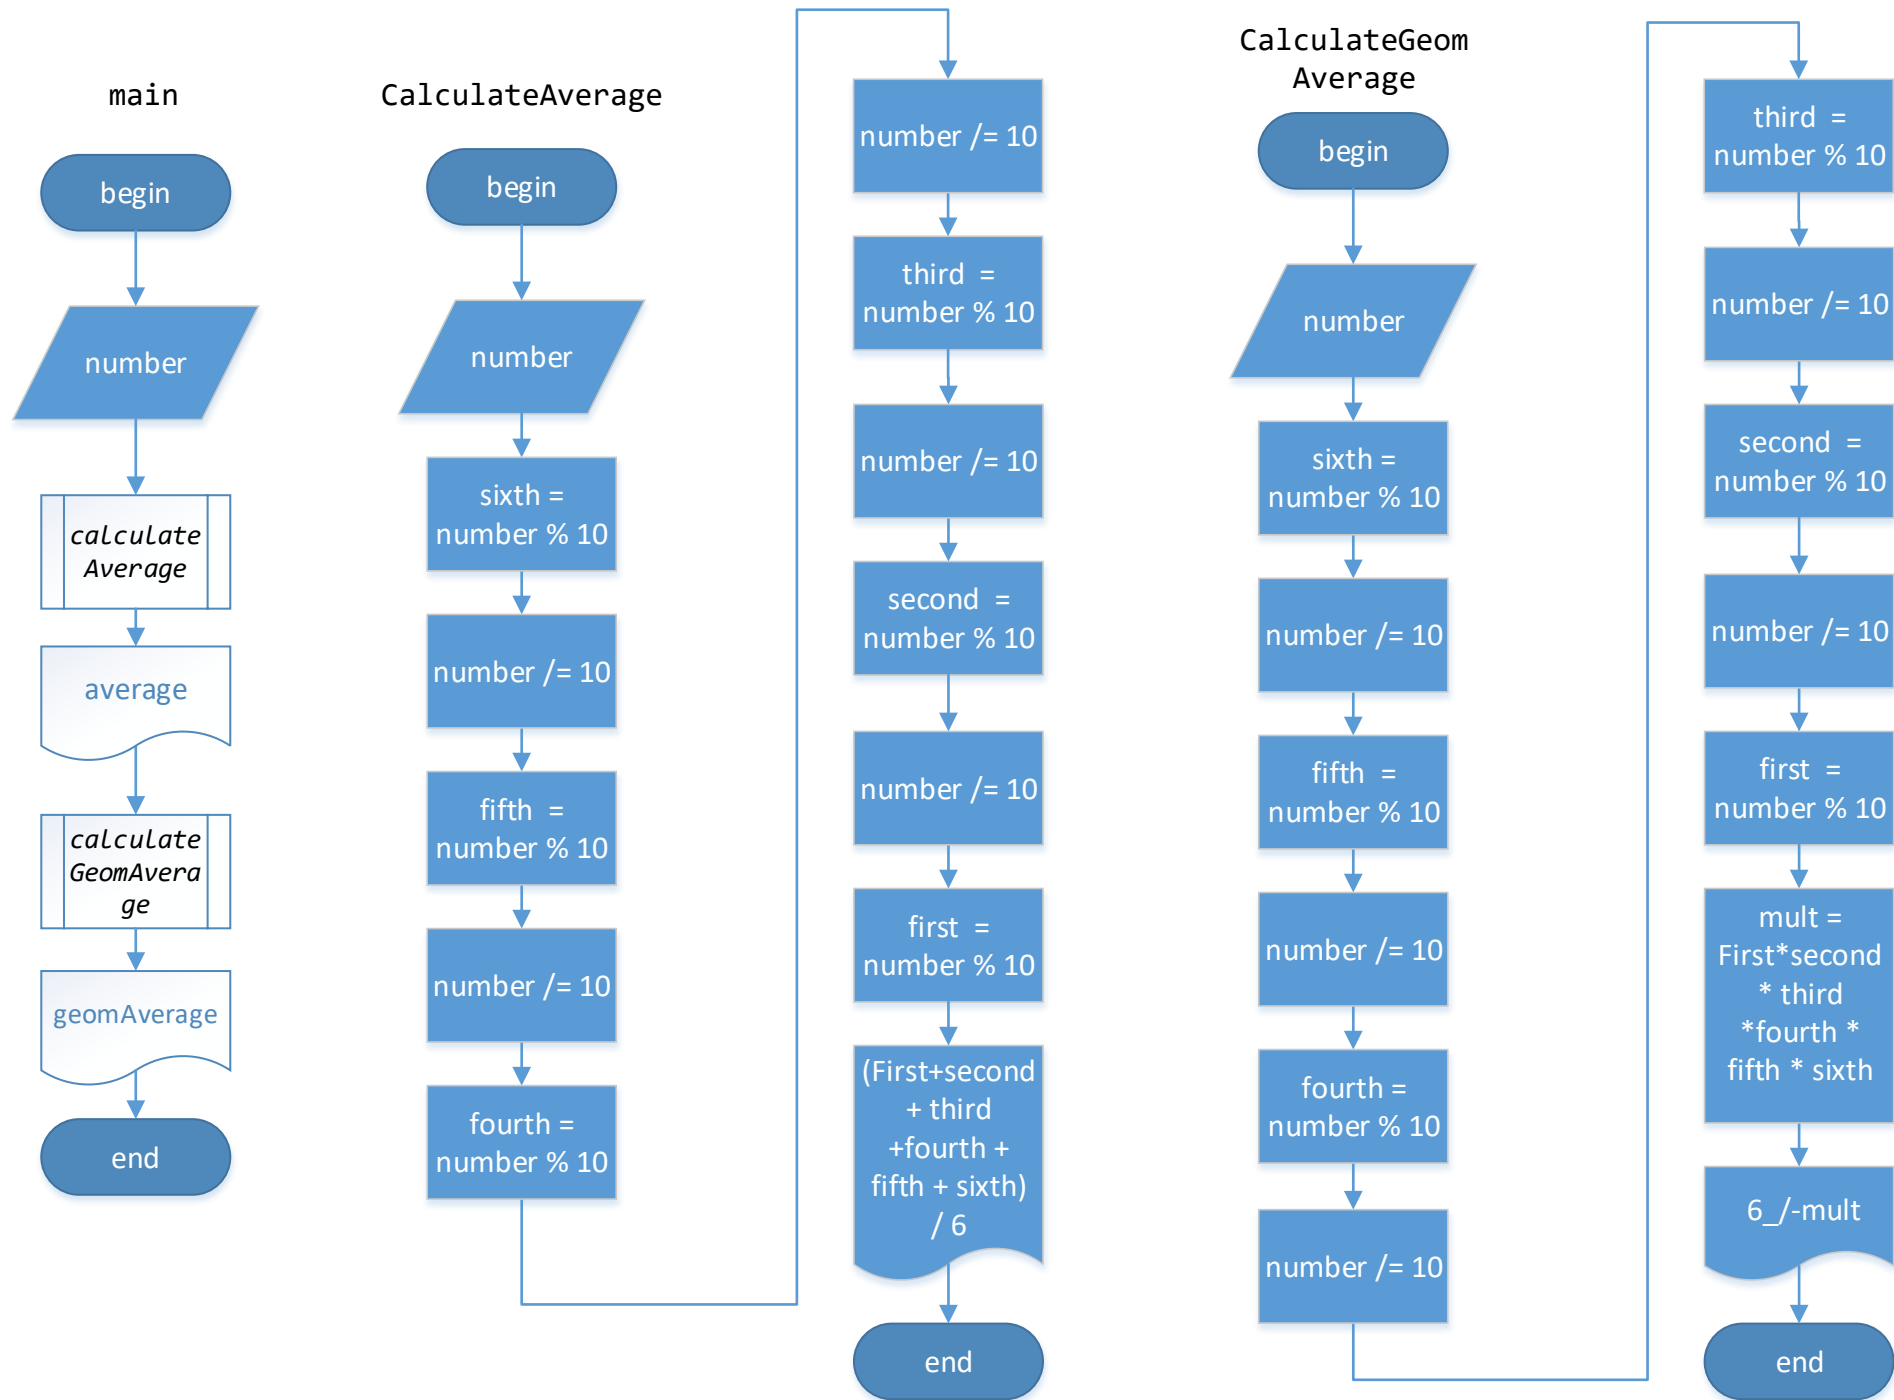 main
begin
number
calculate
Average
average
calculate
GeomAvera
ge
geomAverage
end
CalculateAverage
begin
number
sixth =
number % 10
number /= 10
fifth =
number % 10
number /= 10
fourth =
number % 10
number /= 10
third =
number % 10
number /= 10
second =
number % 10
number /= 10
first =
number % 10
(First+second
+ third
+fourth +
fifth + sixth)
/ 6
end
CalculateGeom
Average
begin
number
sixth =
number % 10
number /= 10
fifth =
number % 10
number /= 10
fourth =
number % 10
number /= 10
third =
number % 10
number /= 10
second =
number % 10
number /= 10
first =
number % 10
mult =
First*second
* third
*fourth *
fifth * sixth
6_/-mult
end